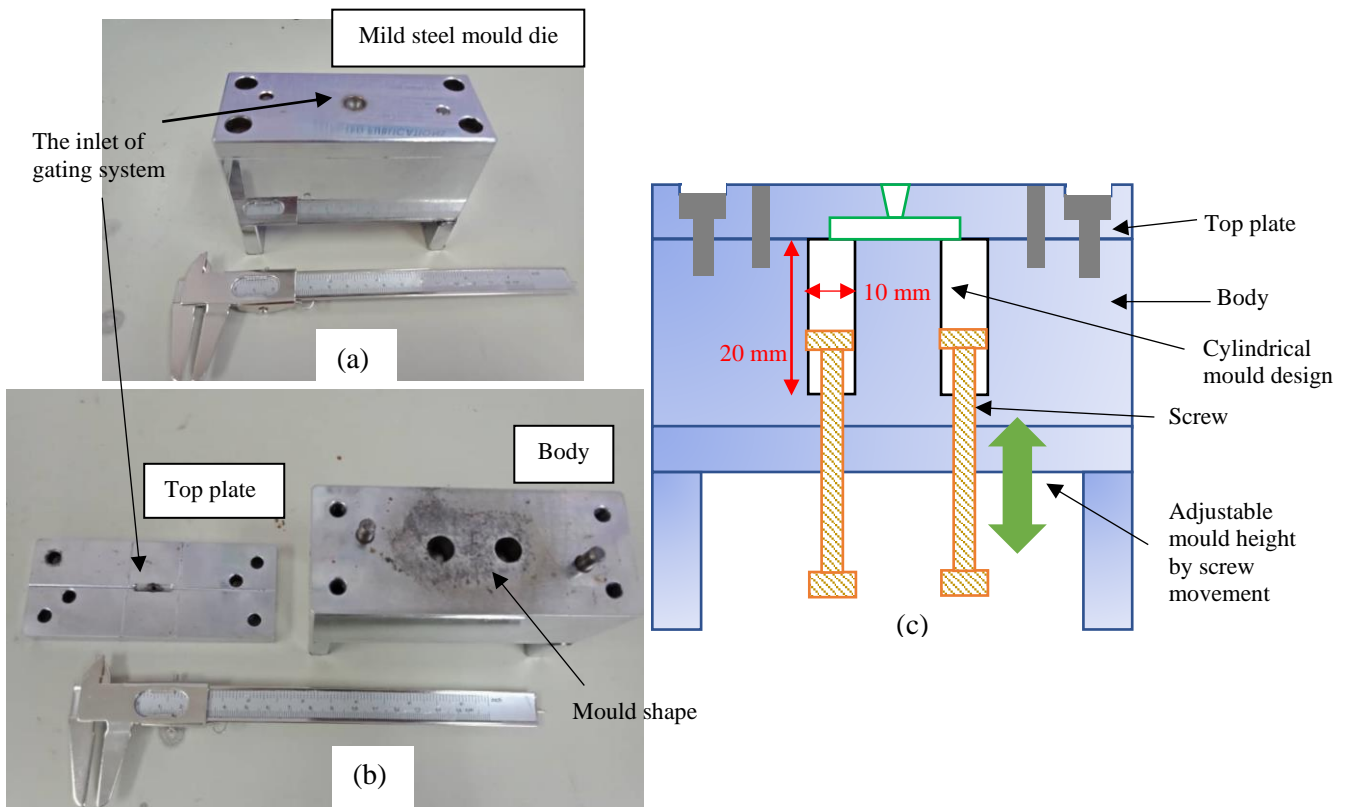 Mild steel mould die
The inlet of
gating system
(a)
Top plate
Body
Mould shape
(b)
Top plate
Body
10 mm
20 mm
Cylindrical
mould design
Screw
Adjustable
mould height
by screw
movement
(c)